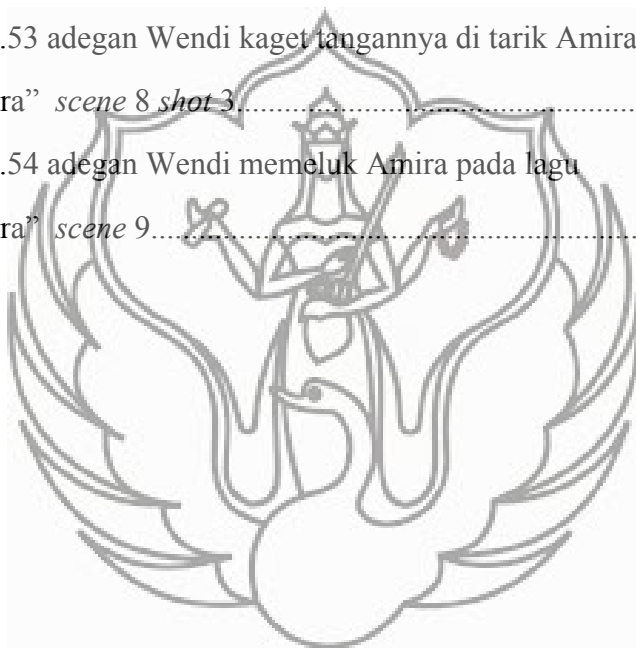 .53 adegan Wendi kaget tangannya di tarik Amira
ra” scene 8 shot 3..........................................................
.54 adegan Wendi memeluk Amira pada lagu
ra” scene 9......................................................................